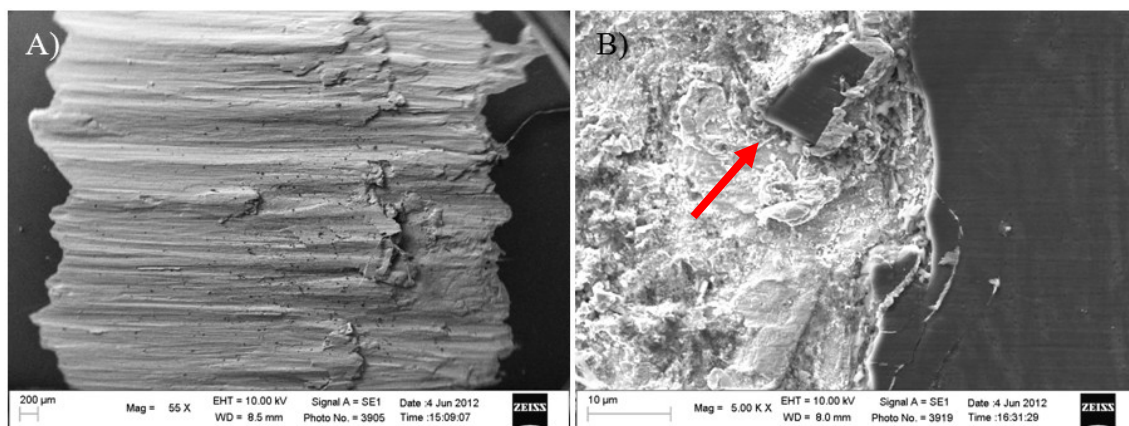 A)
200 µm
Mag = 55 X
EHT = 10.00 kV
WD = 8.5 mm
Signal A = SE1
Photo No. = 3905
Date :4 Jun 2012
Time :15:09:07
ZEISS
B)
10 µm
Mag = 5.00 K X
EHT = 10.00 kV
WD = 8.0 mm
Signal A = SE1
Photo No. = 3919
Date :4 Jun 2012
Time :16:31:29
ZEISS